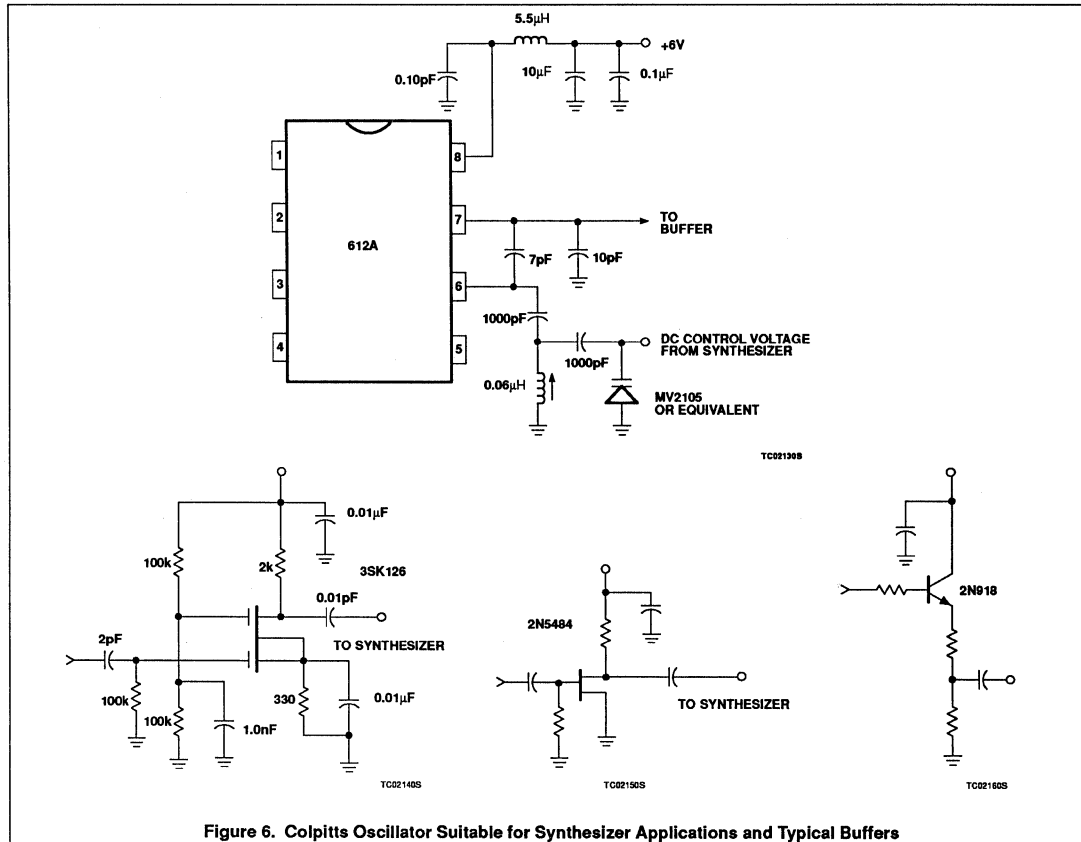 5.5µH
+6V
0.10pF
10µF
0.1µF
1
8
2
7
TO
BUFFER
612A
7pF
10pF
3
6
1000pF
DC CONTROL VOLTAGE
FROM SYNTHESIZER
4
5
1000pF
0.06µH
MV2105
OR EQUIVALENT
TC02130S
0.01µF
100k
2k
3SK126
0.01pF
TO SYNTHESIZER
2pF
100k
100k
1.0nF
330
0.01µF
TC02140S
2N5484
TO SYNTHESIZER
TC02150S
2N918
TC02160S
Figure 6. Colpitts Oscillator Suitable for Synthesizer Applications and Typical Buffers